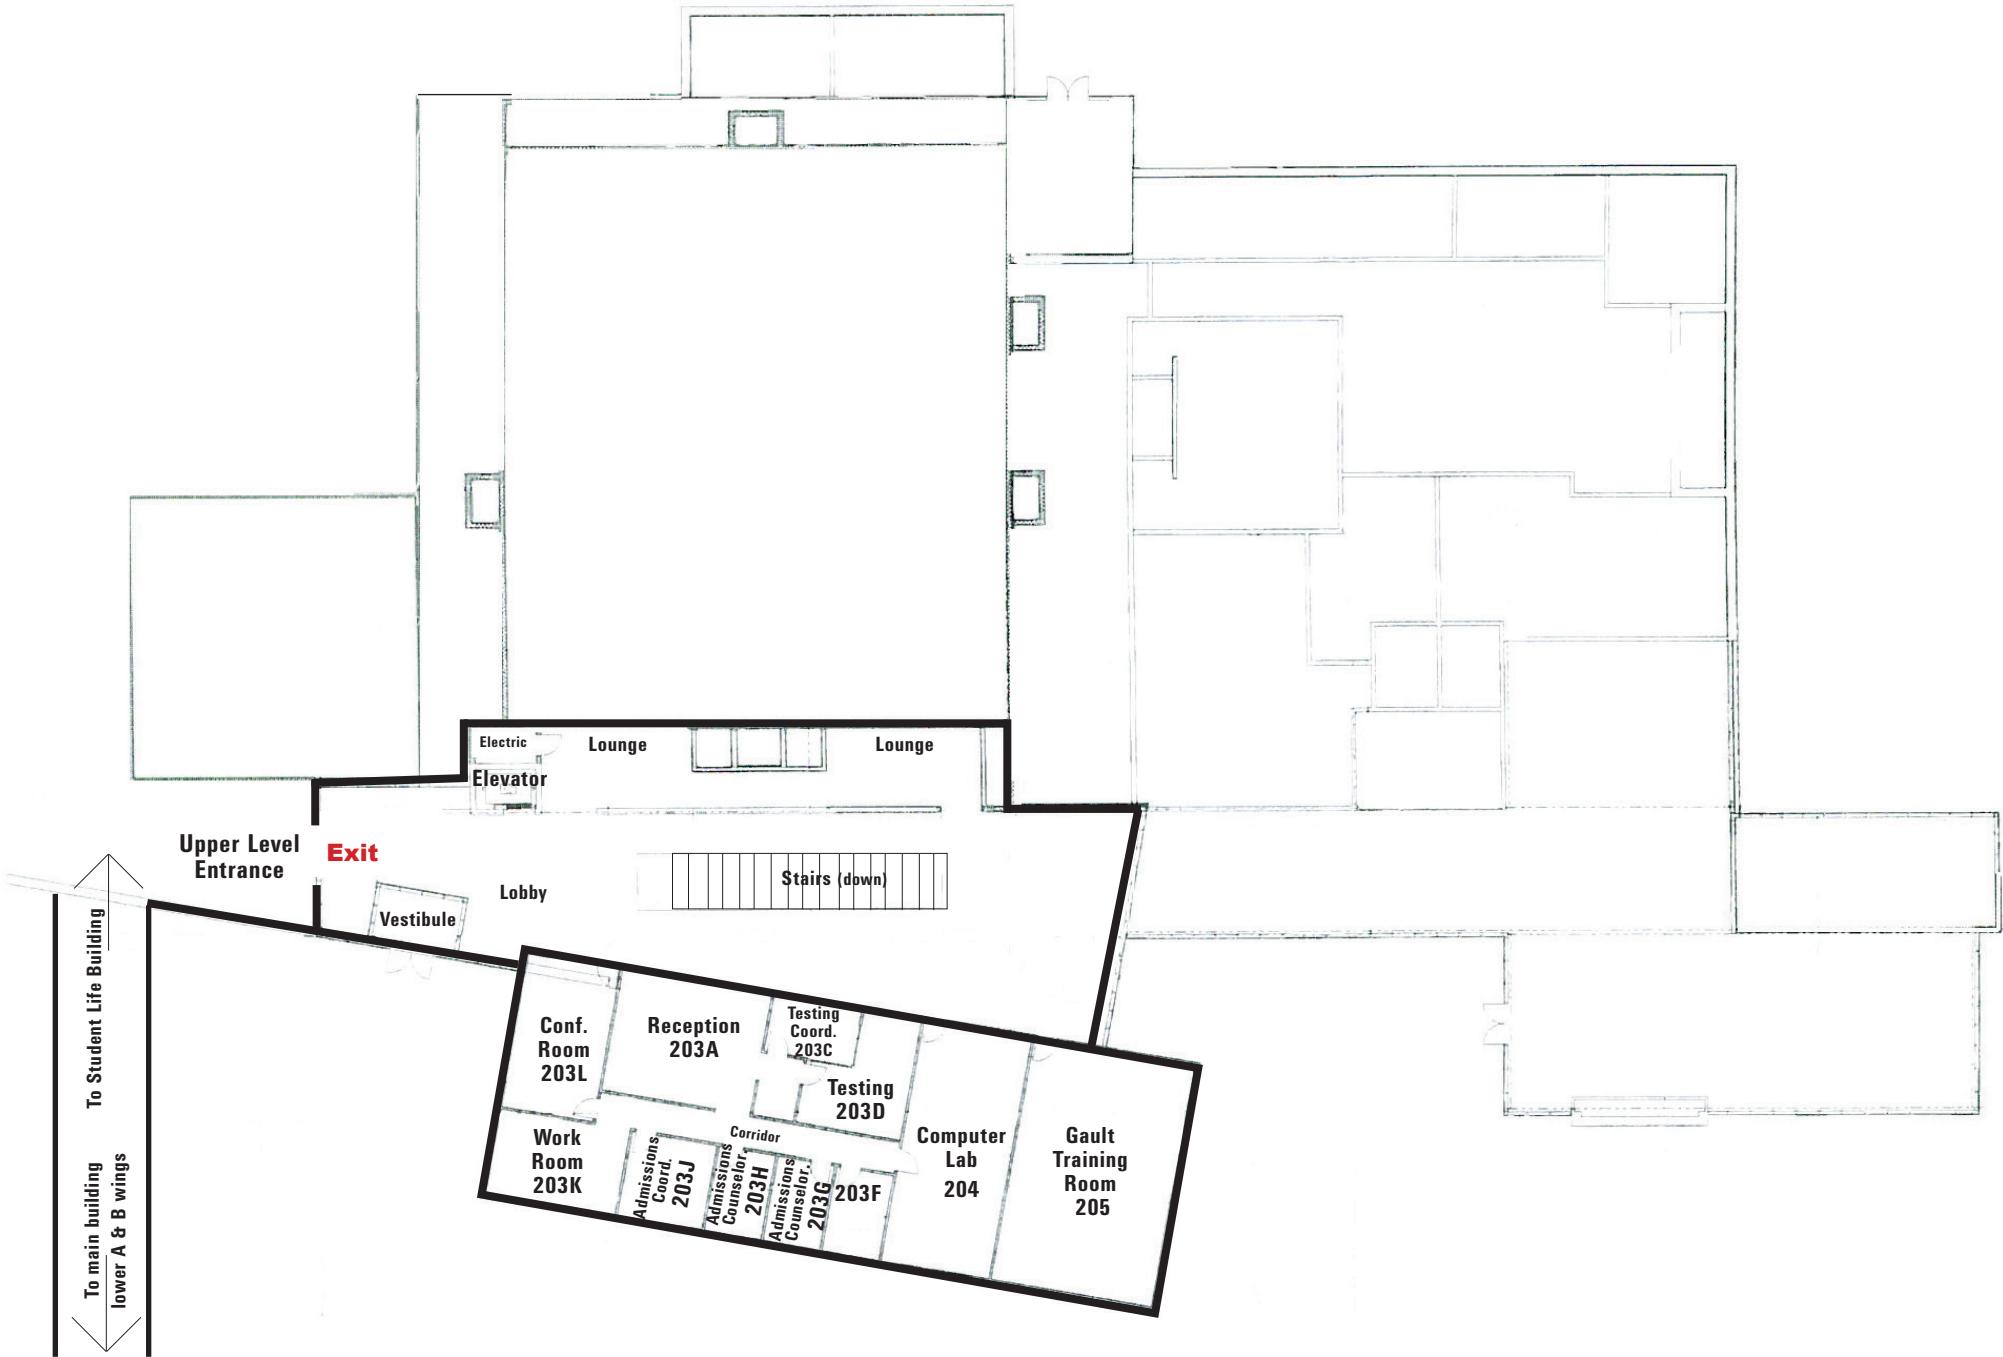 Electric
Lounge
Lounge
Elevator
Upper Level
Entrance
Exit
Stairs (down)
Lobby
Vestibule
To Student Life Building
To main building
lower A & B wings
Conf.
Room
203L
Reception
203A
Testing
Coord.
203C
Testing
203D
Corridor
Work
Room
203K
Admissions
Coord.
203J
Admissions
Counselor.
203H
Admissions
Counselor.
203G
203F
Computer
Lab
204
Gault
Training
Room
205